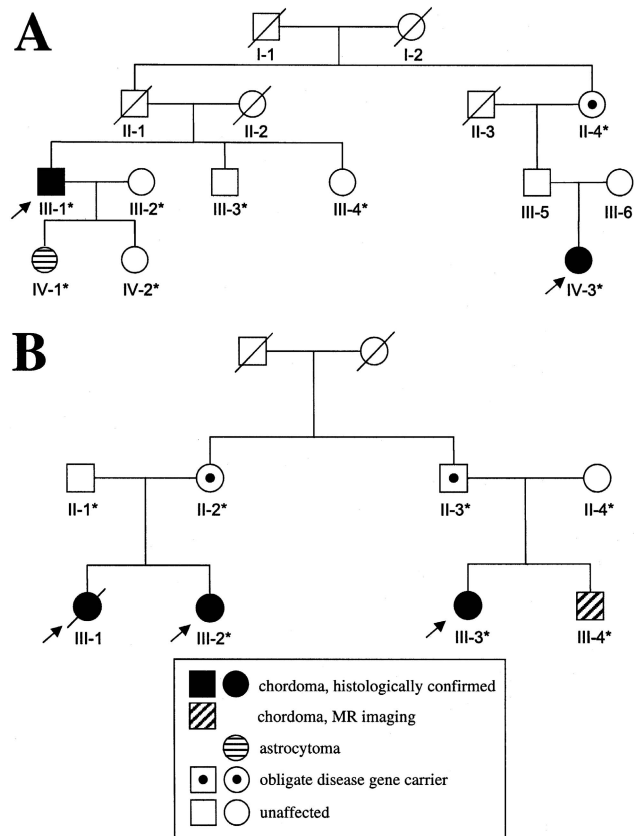 A
I-1 I-2
II-1 II-2 II-3 II-4*
III-1* III-2* III-3* III-4* III-5 III-6
IV-1* IV-2* IV-3*
B
II-1* II-2* II-3* II-4*
III-1 III-2* III-3* III-4*
chordoma, histologically confirmed
chordoma, MR imaging
astrocytoma
obligate disease gene carrier
unaffected